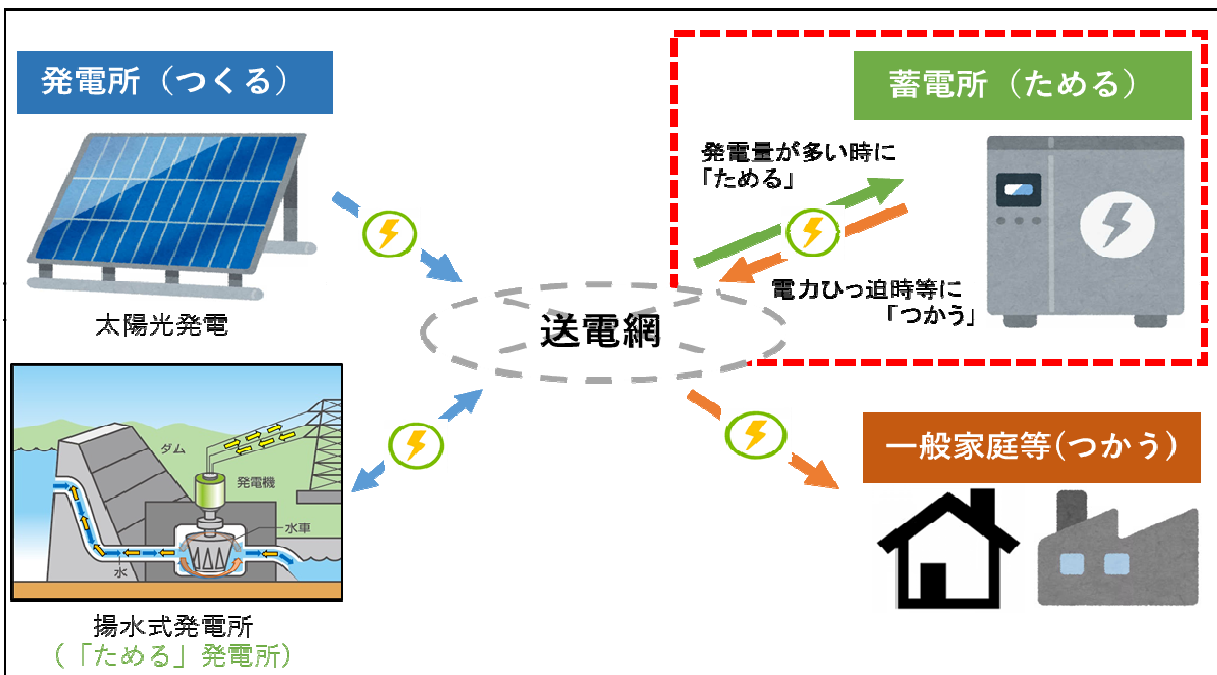 発電所（つくる）
太陽光発電
蓄電所（ためる）
発電量が多い時に
「ためる」
電力ひっ迫時等に
「つかう」
送電網
ダム
発電機
水車
水
揚水式発電所
（「ためる」発電所）
一般家庭等(つかう)